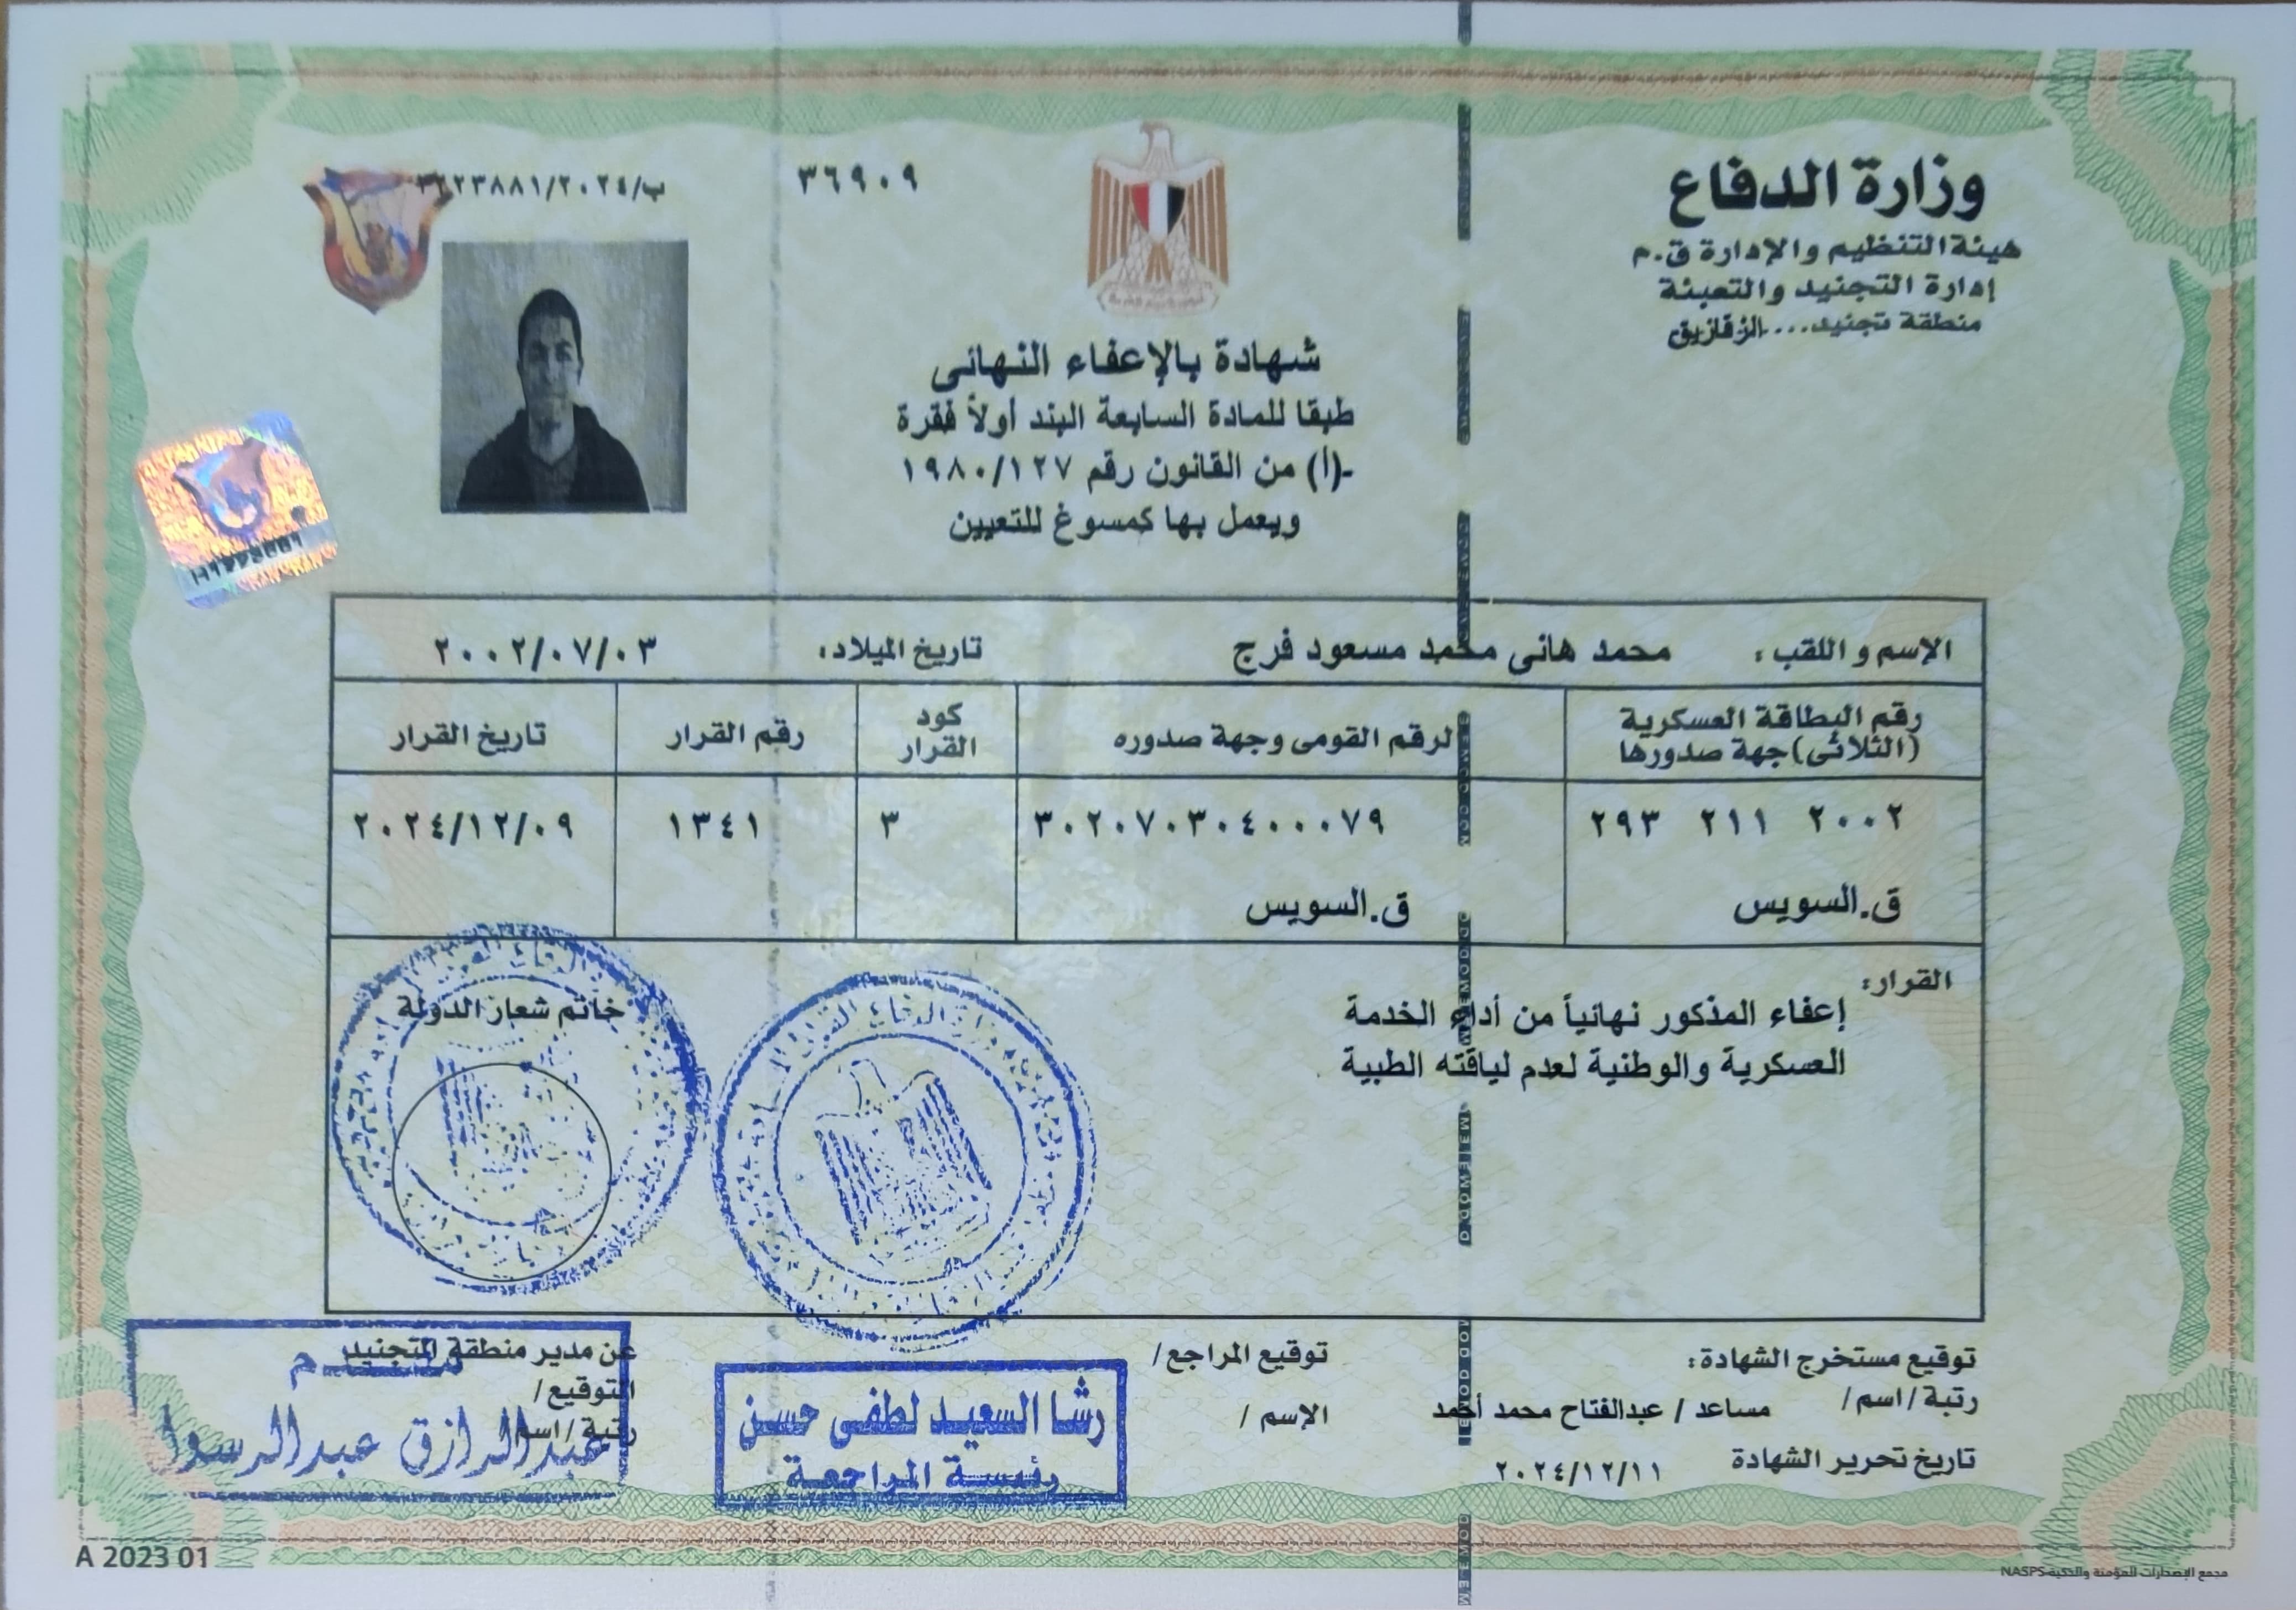 وزارة الدفاع
هيئة التنظيم والإدارة ق.م
إدارة التجنيد والتعبئة
منطقة تجنيد.... الزقازيق
٣٦٩٠٩
ب/٢٠٢٤/
شهادة بالإعفاء النهائى
طبقا للمادة السابعة البند أولاً فقرة
-(أ) من القانون رقم ١٩٨٠/١٢٧
ويعمل بها كمسوغ للتعيين
الإسم و اللقب : محمد هانى محمد مسعود فرج تاريخ الميلاد: ٢٠٠٢/٠٧/٠٣
رقم البطاقة العسكرية (الثلاثى) جهة صدورها
لرقم القومى وجهة صدوره
كود القرار
رقم القرار
تاريخ القرار
٢٠٠٢ ٢١١ ٢٩٣
٣٠٢٠٧٠٣٠٤٠٠٠٧٩
٣
١٣٤١
٢٠٢٤/١٢/٠٩
ق.السويس
ق.السويس
القرار:
إعفاء المذكور نهائياً من أداء الخدمة
العسكرية والوطنية لعدم لياقته الطبية
خاتم شعار الدولة
توقيع مستخرج الشهادة:
رتبة / اسم / مساعد / عبدالفتاح محمد أحمد
تاريخ تحرير الشهادة ٢٠٢٤/١٢/١١
توقيع المراجع /
الإسم /
رشا السعيد لطفى حسن
رئيسة المراجعة
عن مدير منطقة التجنيد
التوقيع /
رتبة / اسم
عبدالرازق عبدالرسول
A 2023 01
مجمع الإصدارات المؤمنة والذكية NASPS